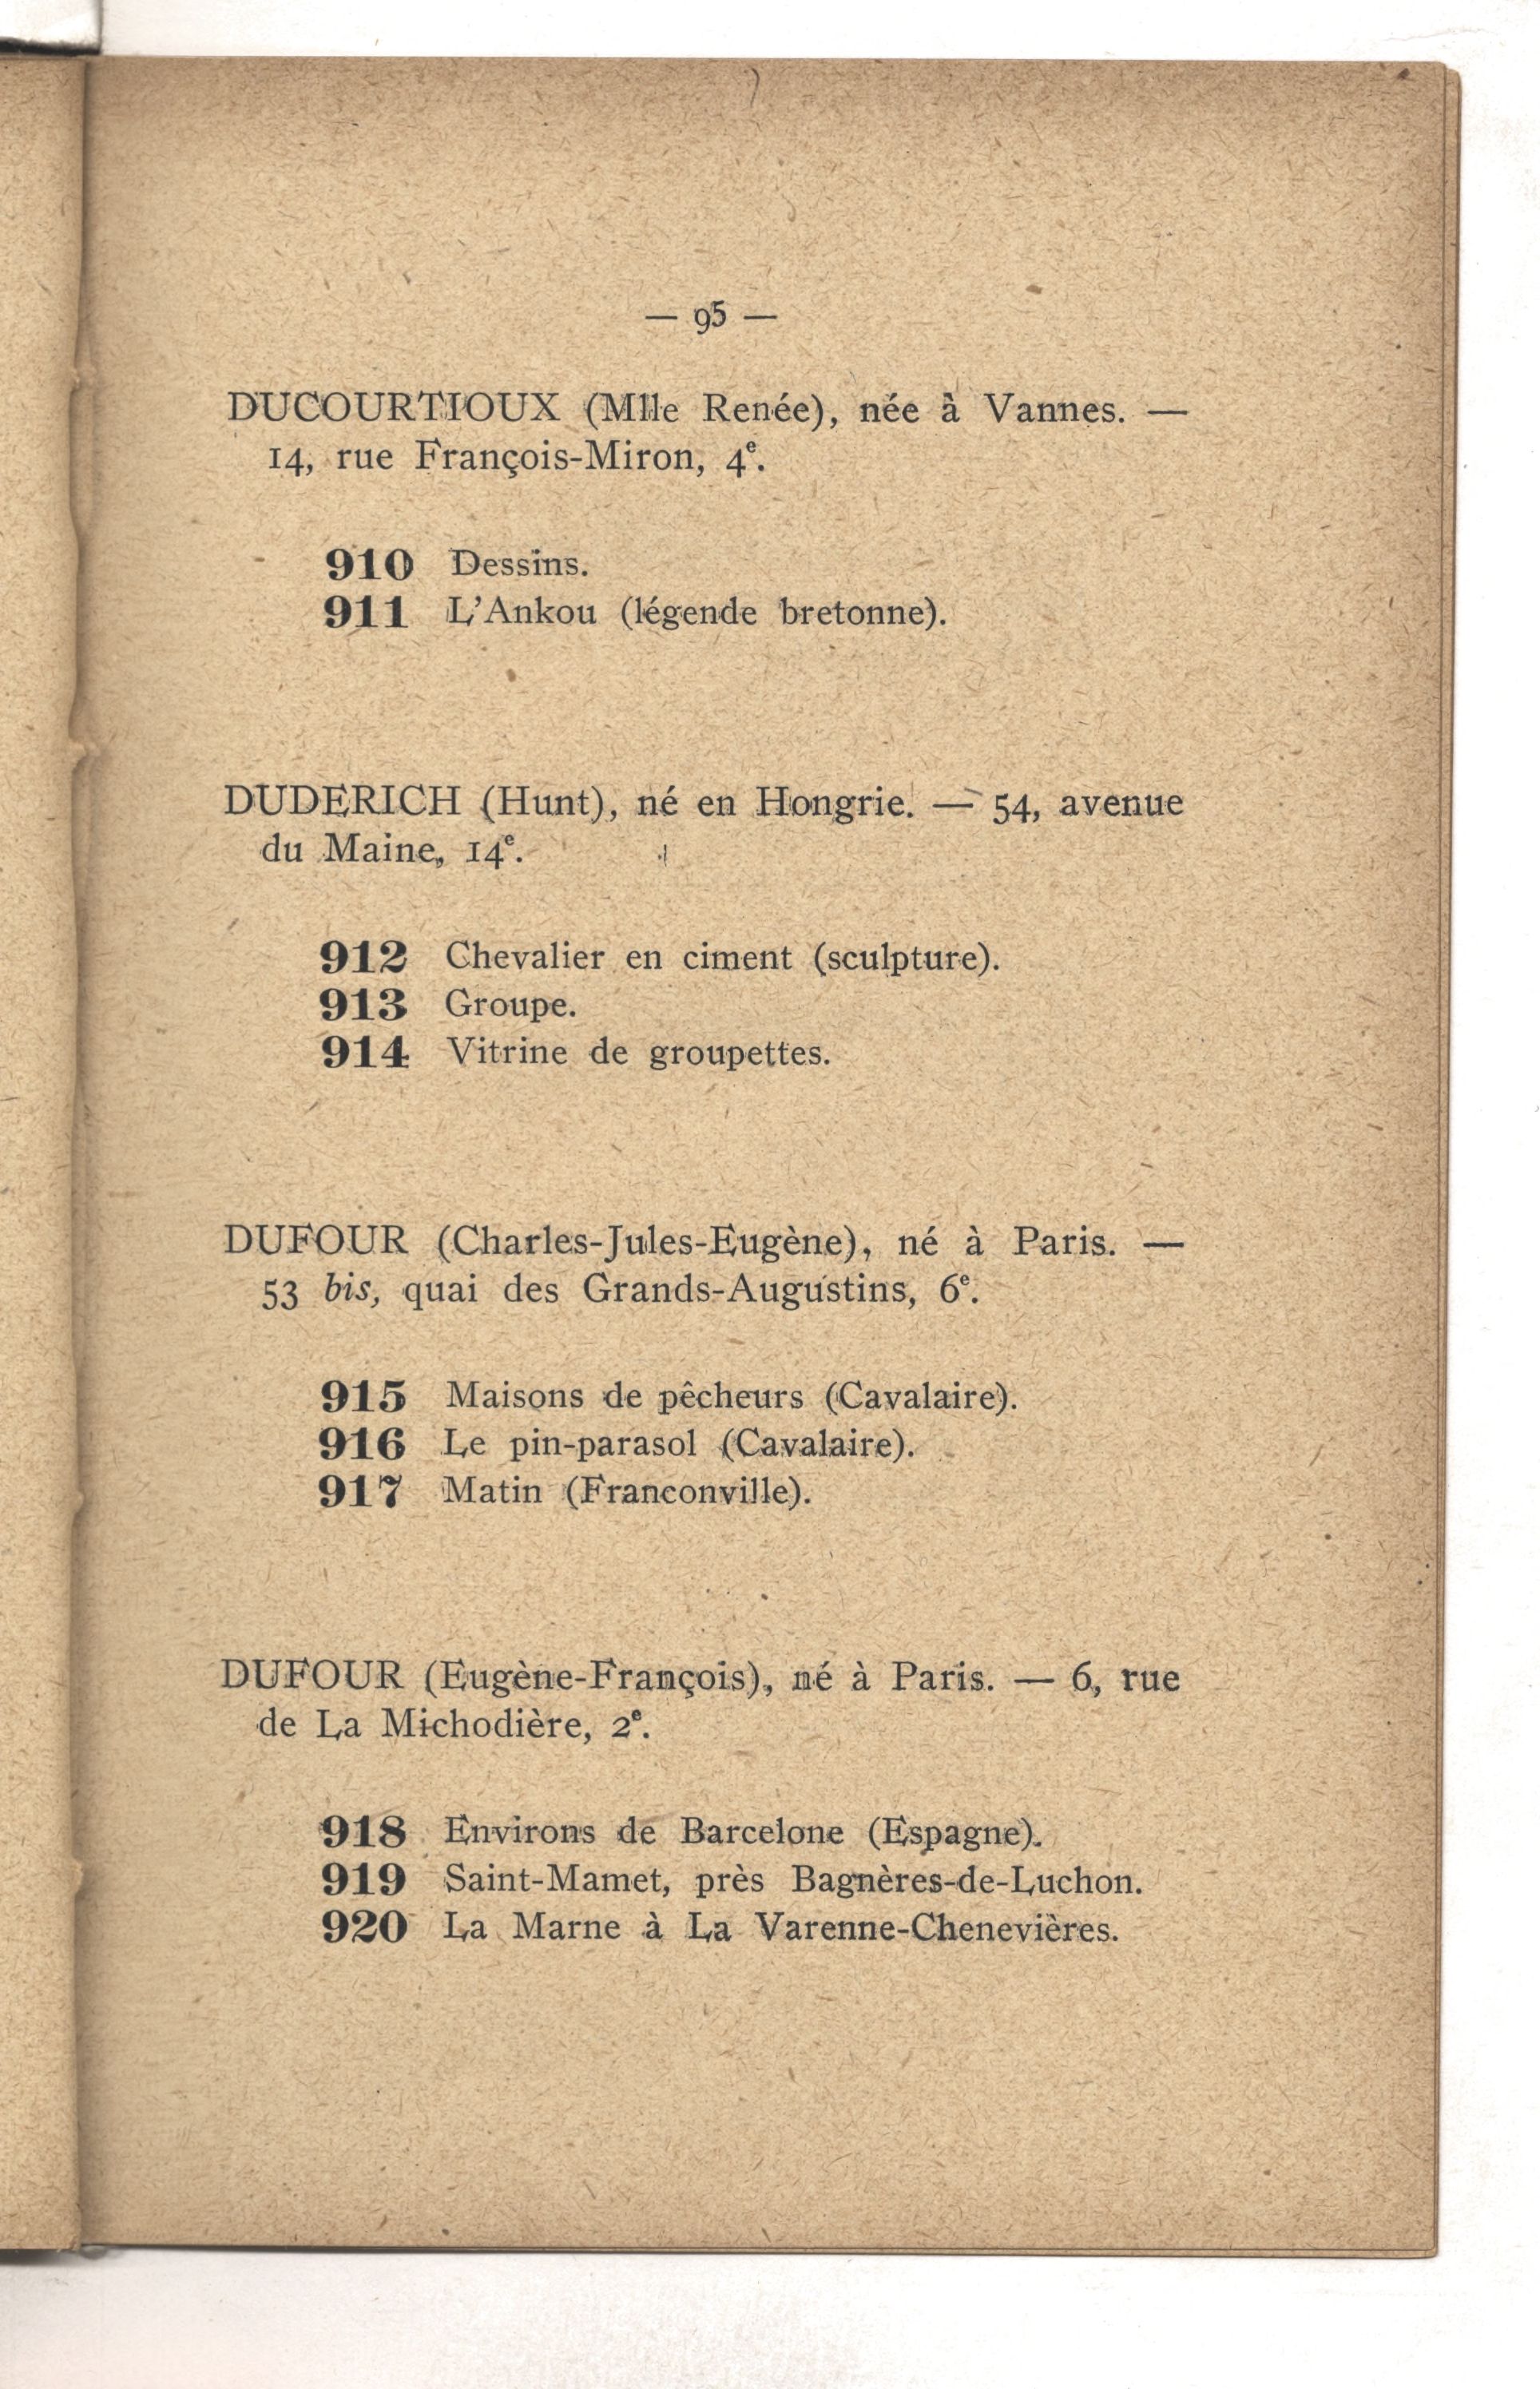 — 95 —
DUCOURTIOUX (Mlle Renée), née à Vannes. —
14, rue François-Miron, 4e.
910 Dessins.
911 L'Ankou (légende bretonne).
DUDERICH (Hunt), né en Hongrie. — 54, avenue
du Maine, 14e.
912 Chevalier en ciment (sculpture).
913 Groupe.
914 Vitrine de groupettes.
DUFOUR (Charles-Jules-Eugène), né à Paris. —
53 bis, quai des Grands-Augustins, 6e.
915 Maisons de pêcheurs (Cavalaire).
916 Le pin-parasol (Cavalaire).
917 Matin (Franconville).
DUFOUR (Eugène-François), né à Paris. — 6, rue
de La Michodière, 2e.
918 Environs de Barcelone (Espagne).
919 Saint-Mamet, près Bagnères-de-Luchon.
920 La Marne à La Varenne-Chenevières.